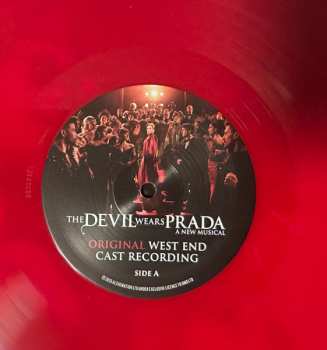 THE DEVIL WEARS PRADA
A NEW MUSICAL
ORIGINAL WEST END
CAST RECORDING
SIDE A